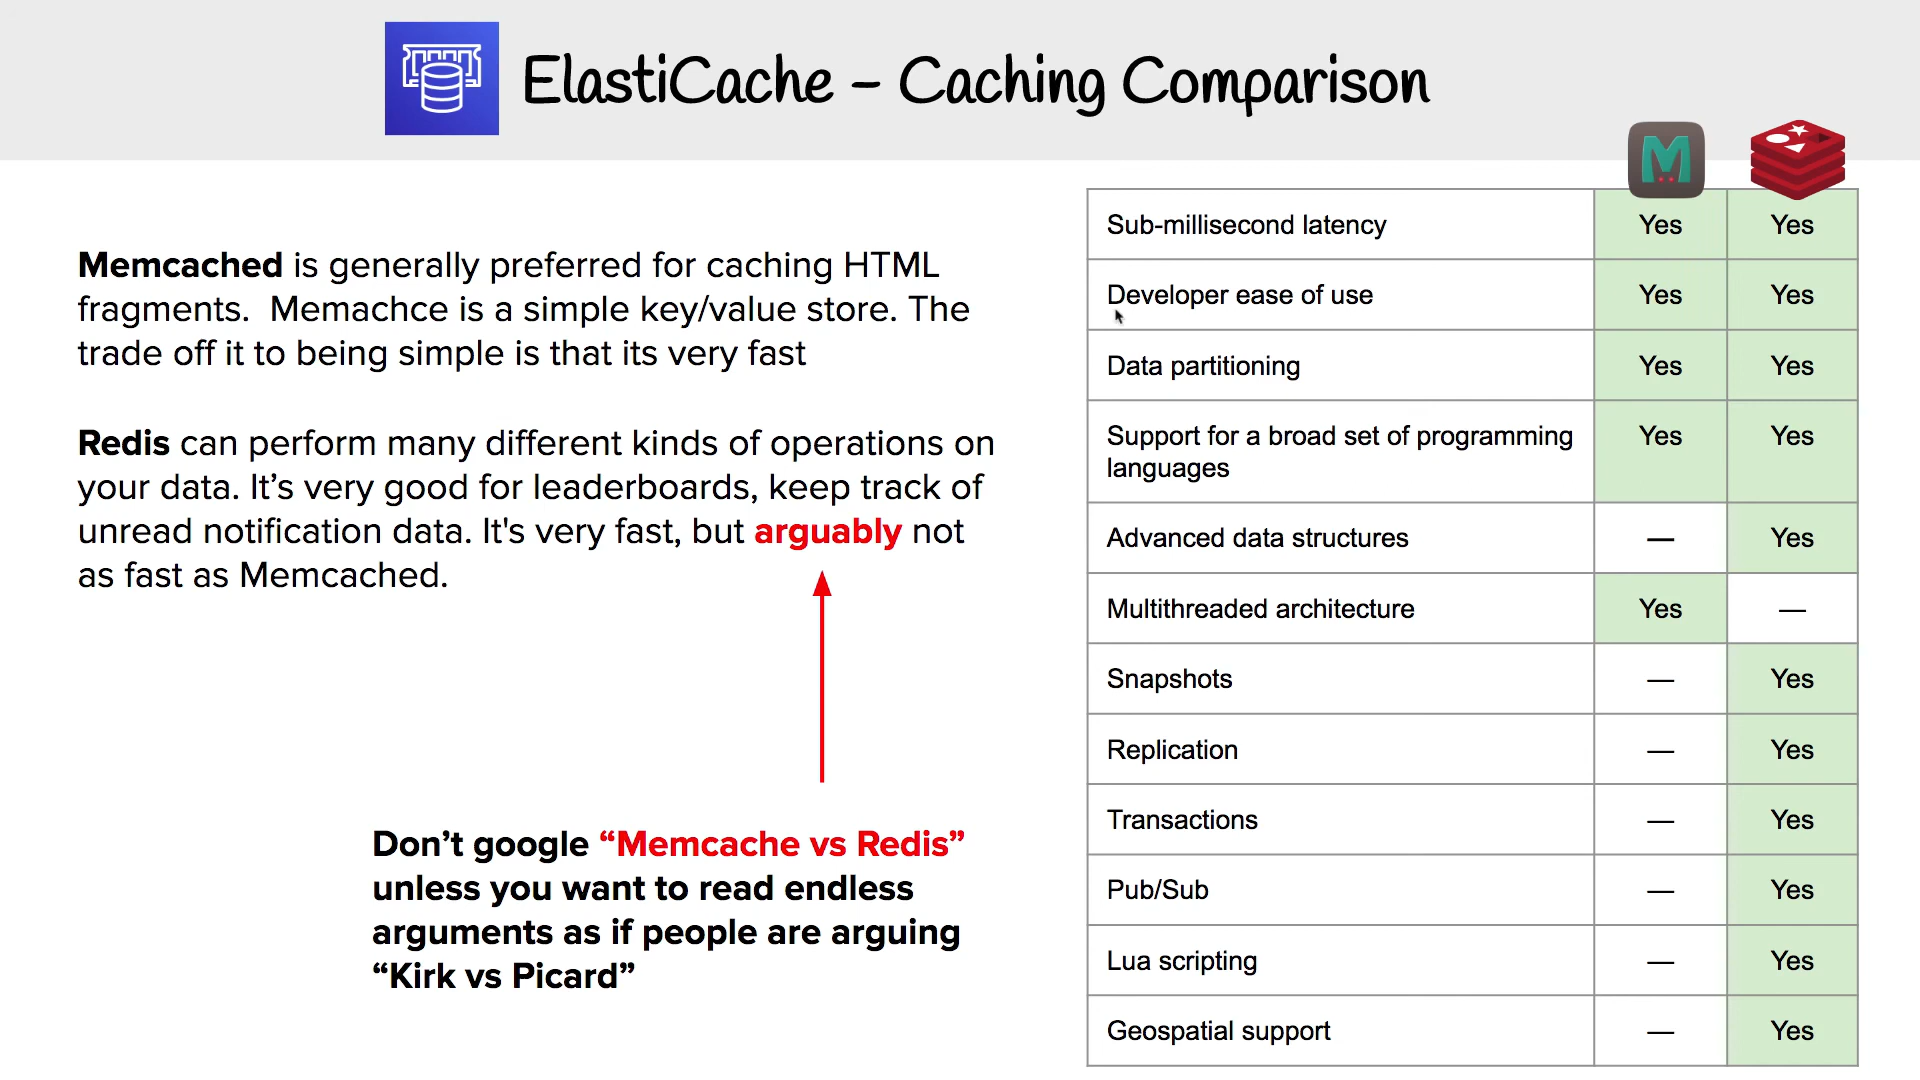 ElastiCache – Caching Comparison
Memcached is generally preferred for caching HTML
fragments.  Memachce is a simple key/value store. The
trade off it to being simple is that its very fast
Redis can perform many different kinds of operations on
your data. It’s very good for leaderboards, keep track of
unread notification data. It's very fast, but arguably not
as fast as Memcached.
Don’t google “Memcache vs Redis”
unless you want to read endless
arguments as if people are arguing
“Kirk vs Picard”
M
Sub-millisecond latency Yes Yes
Developer ease of use Yes Yes
Data partitioning Yes Yes
Support for a broad set of programming Yes Yes
languages
Advanced data structures — Yes
Multithreaded architecture Yes —
Snapshots — Yes
Replication — Yes
Transactions — Yes
Pub/Sub — Yes
Lua scripting — Yes
Geospatial support — Yes